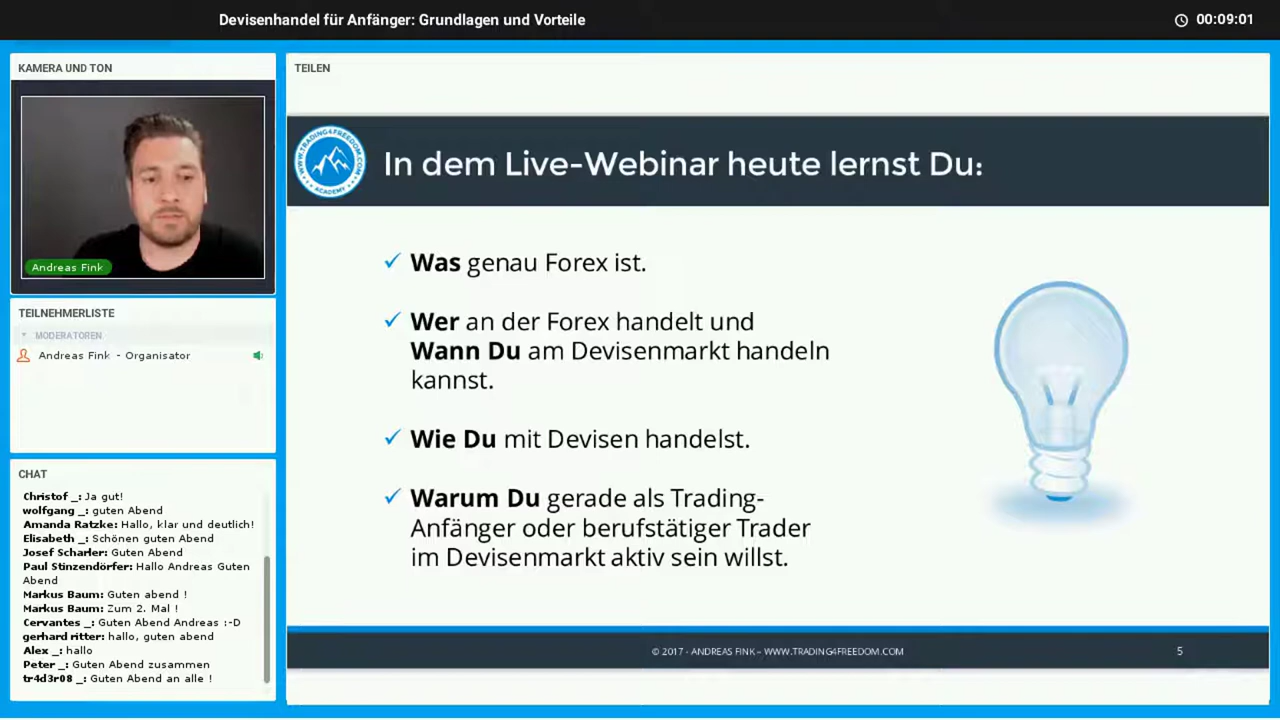 Devisenhandel für Anfänger: Grundlagen und Vorteile
00:09:01
KAMERA UND TON
Andreas Fink
TEILNEHMERLISTE
MODERATOREN
Andreas Fink - Organisator
CHAT
Christof _: Ja gut!
wolfgang _: guten Abend
Amanda Ratzke: Hallo, klar und deutlich!
Elisabeth _: Schönen guten Abend
Josef Scharler: Guten Abend
Paul Stinzendörfer: Hallo Andreas Guten
Abend
Markus Baum: Guten abend !
Markus Baum: Zum 2. Mal !
Cervantes _: Guten Abend Andreas :-D
gerhard ritter: hallo, guten abend
Alex _: hallo
Peter _: Guten Abend zusammen
tr4d3r08 _: Guten Abend an alle !
TEILEN
WWW.TRADING4FREEDOM.COM
ACADEMY
In dem Live-Webinar heute lernst Du:
Was genau Forex ist.
Wer an der Forex handelt und
Wann Du am Devisenmarkt handeln
kannst.
Wie Du mit Devisen handelst.
Warum Du gerade als Trading-
Anfänger oder berufstätiger Trader
im Devisenmarkt aktiv sein willst.
© 2017 - ANDREAS FINK – WWW.TRADING4FREEDOM.COM
5